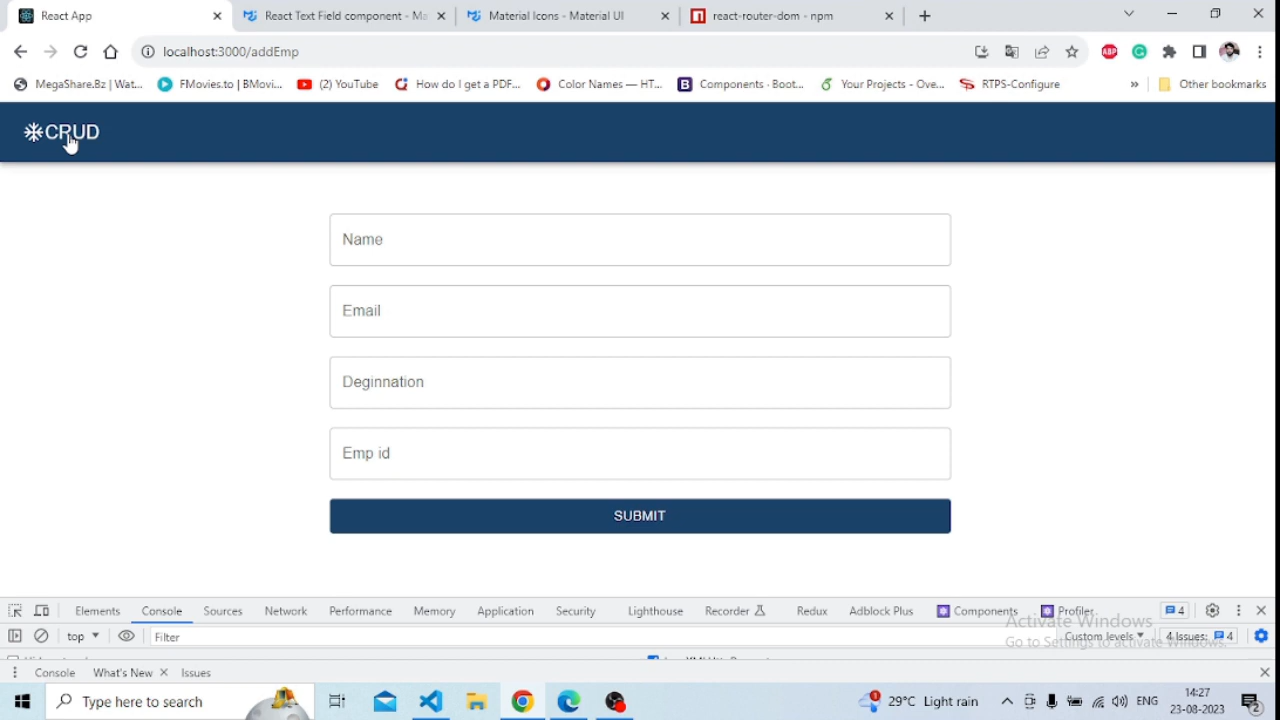 React App
React Text Field component - Ma
Material Icons - Material UI
react-router-dom - npm
localhost:3000/addEmp
ABP
MegaShare.Bz | Wat...
FMovies.to | BMovi...
(2) YouTube
How do I get a PDF...
Color Names — HT...
B Components · Boot...
Your Projects - Ove...
RTPS-Configure
»
Other bookmarks
CRUD
Name
Email
Deginnation
Emp id
SUBMIT
Elements
Console
Sources
Network
Performance
Memory
Application
Security
Lighthouse
Recorder
Redux
Adblock Plus
Components
Profiler
4
Activate Windows
Go to Settings to activate Windows.
top
Filter
Custom levels
4 Issues: 4
Console
What's New
Issues
Type here to search
1
29°C Light rain
ENG
14:27
23-08-2023
2